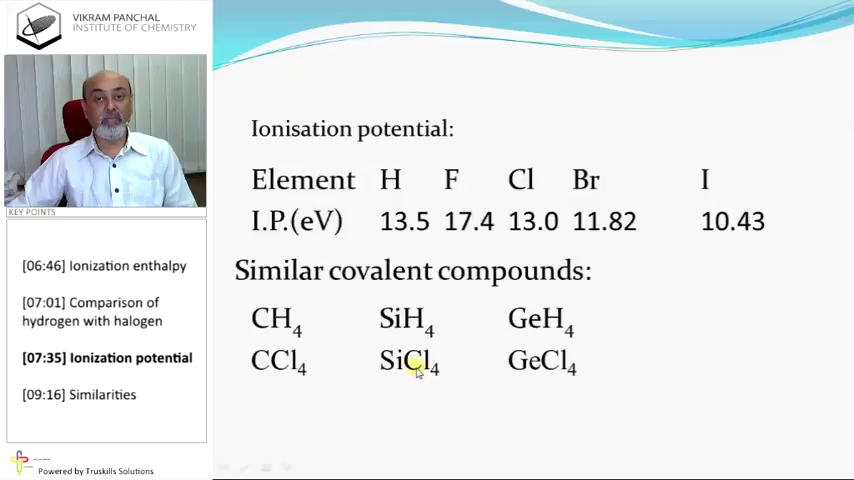 VIKRAM PANCHAL
INSTITUTE OF CHEMISTRY
KEY POINTS
[06:46] Ionization enthalpy
[07:01] Comparison of
hydrogen with halogen
[07:35] Ionization potential
[09:16] Similarities
Powered by Truskills Solutions
Ionisation potential:
Element H F Cl Br I
I.P.(eV) 13.5 17.4 13.0 11.82 10.43
Similar covalent compounds:
CH₄ SiH₄ GeH₄
CCl₄ SiCl₄ GeCl₄